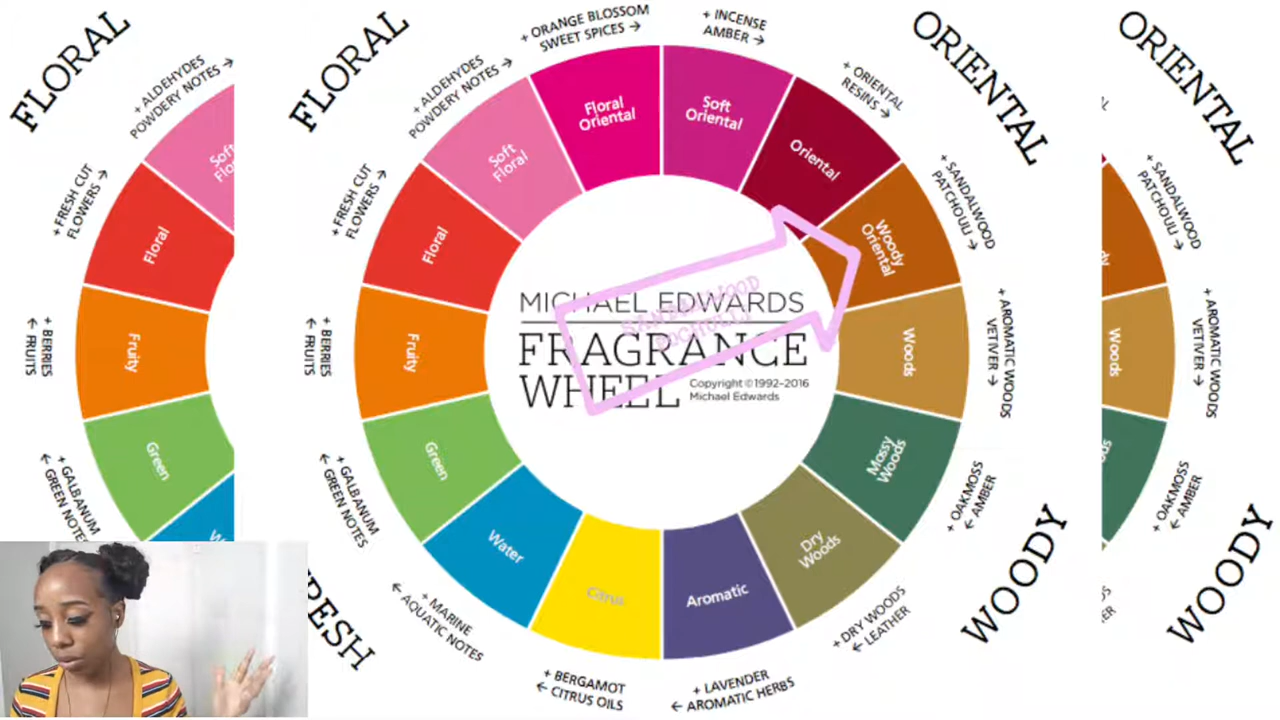 FLORAL
+ ALDEHYDES
POWDERY NOTES →
Soft
Floral
+ FRESH CUT
FLOWERS →
Floral
+ BERRIES
← FRUITS
Fruity
+ GALBANUM
← GREEN NOTES
Green
FLORAL
+ ALDEHYDES
POWDERY NOTES →
Soft
Floral
+ ORANGE BLOSSOM
SWEET SPICES →
Floral
Oriental
+ INCENSE
AMBER →
Soft
Oriental
+ ORIENTAL
RESINS →
Oriental
ORIENTAL
+ SANDALWOOD
PATCHOULI →
Woody
Oriental
+ AROMATIC WOODS
VETIVER →
Woods
+ OAKMOSS
← AMBER
Mossy
Woods
WOODY
+ DRY WOODS
← LEATHER
Dry
Woods
+ LAVENDER
← AROMATIC HERBS
Aromatic
+ BERGAMOT
← CITRUS OILS
Citrus
+ MARINE
← AQUATIC NOTES
Water
RESH
+ GALBANUM
← GREEN NOTES
Green
+ BERRIES
← FRUITS
Fruity
+ FRESH CUT
FLOWERS →
Floral
MICHAEL EDWARDS
FRAGRANCE
WHEEL
Copyright ©1992–2016
Michael Edwards
SANDALWOOD
ORIENTAL
+ SANDALWOOD
PATCHOULI →
+ AROMATIC WOODS
VETIVER →
Woods
+ OAKMOSS
← AMBER
WOODY